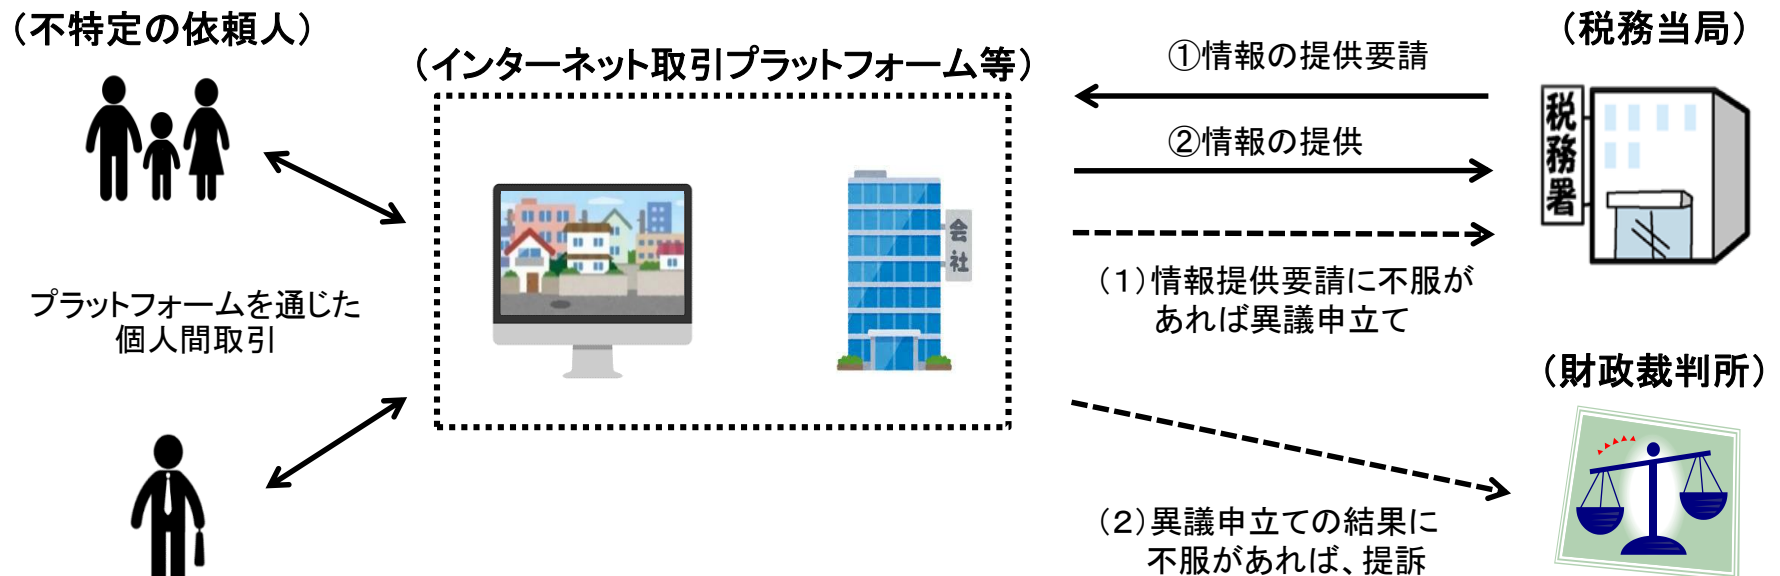 （不特定の依頼人）
（インターネット取引プラットフォーム等）
①情報の提供要請
（税務当局）
②情報の提供
税務署
会社
（1）情報提供要請に不服が
あれば異議申立て
プラットフォームを通じた
個人間取引
（財政裁判所）
（2）異議申立ての結果に
不服があれば、提訴